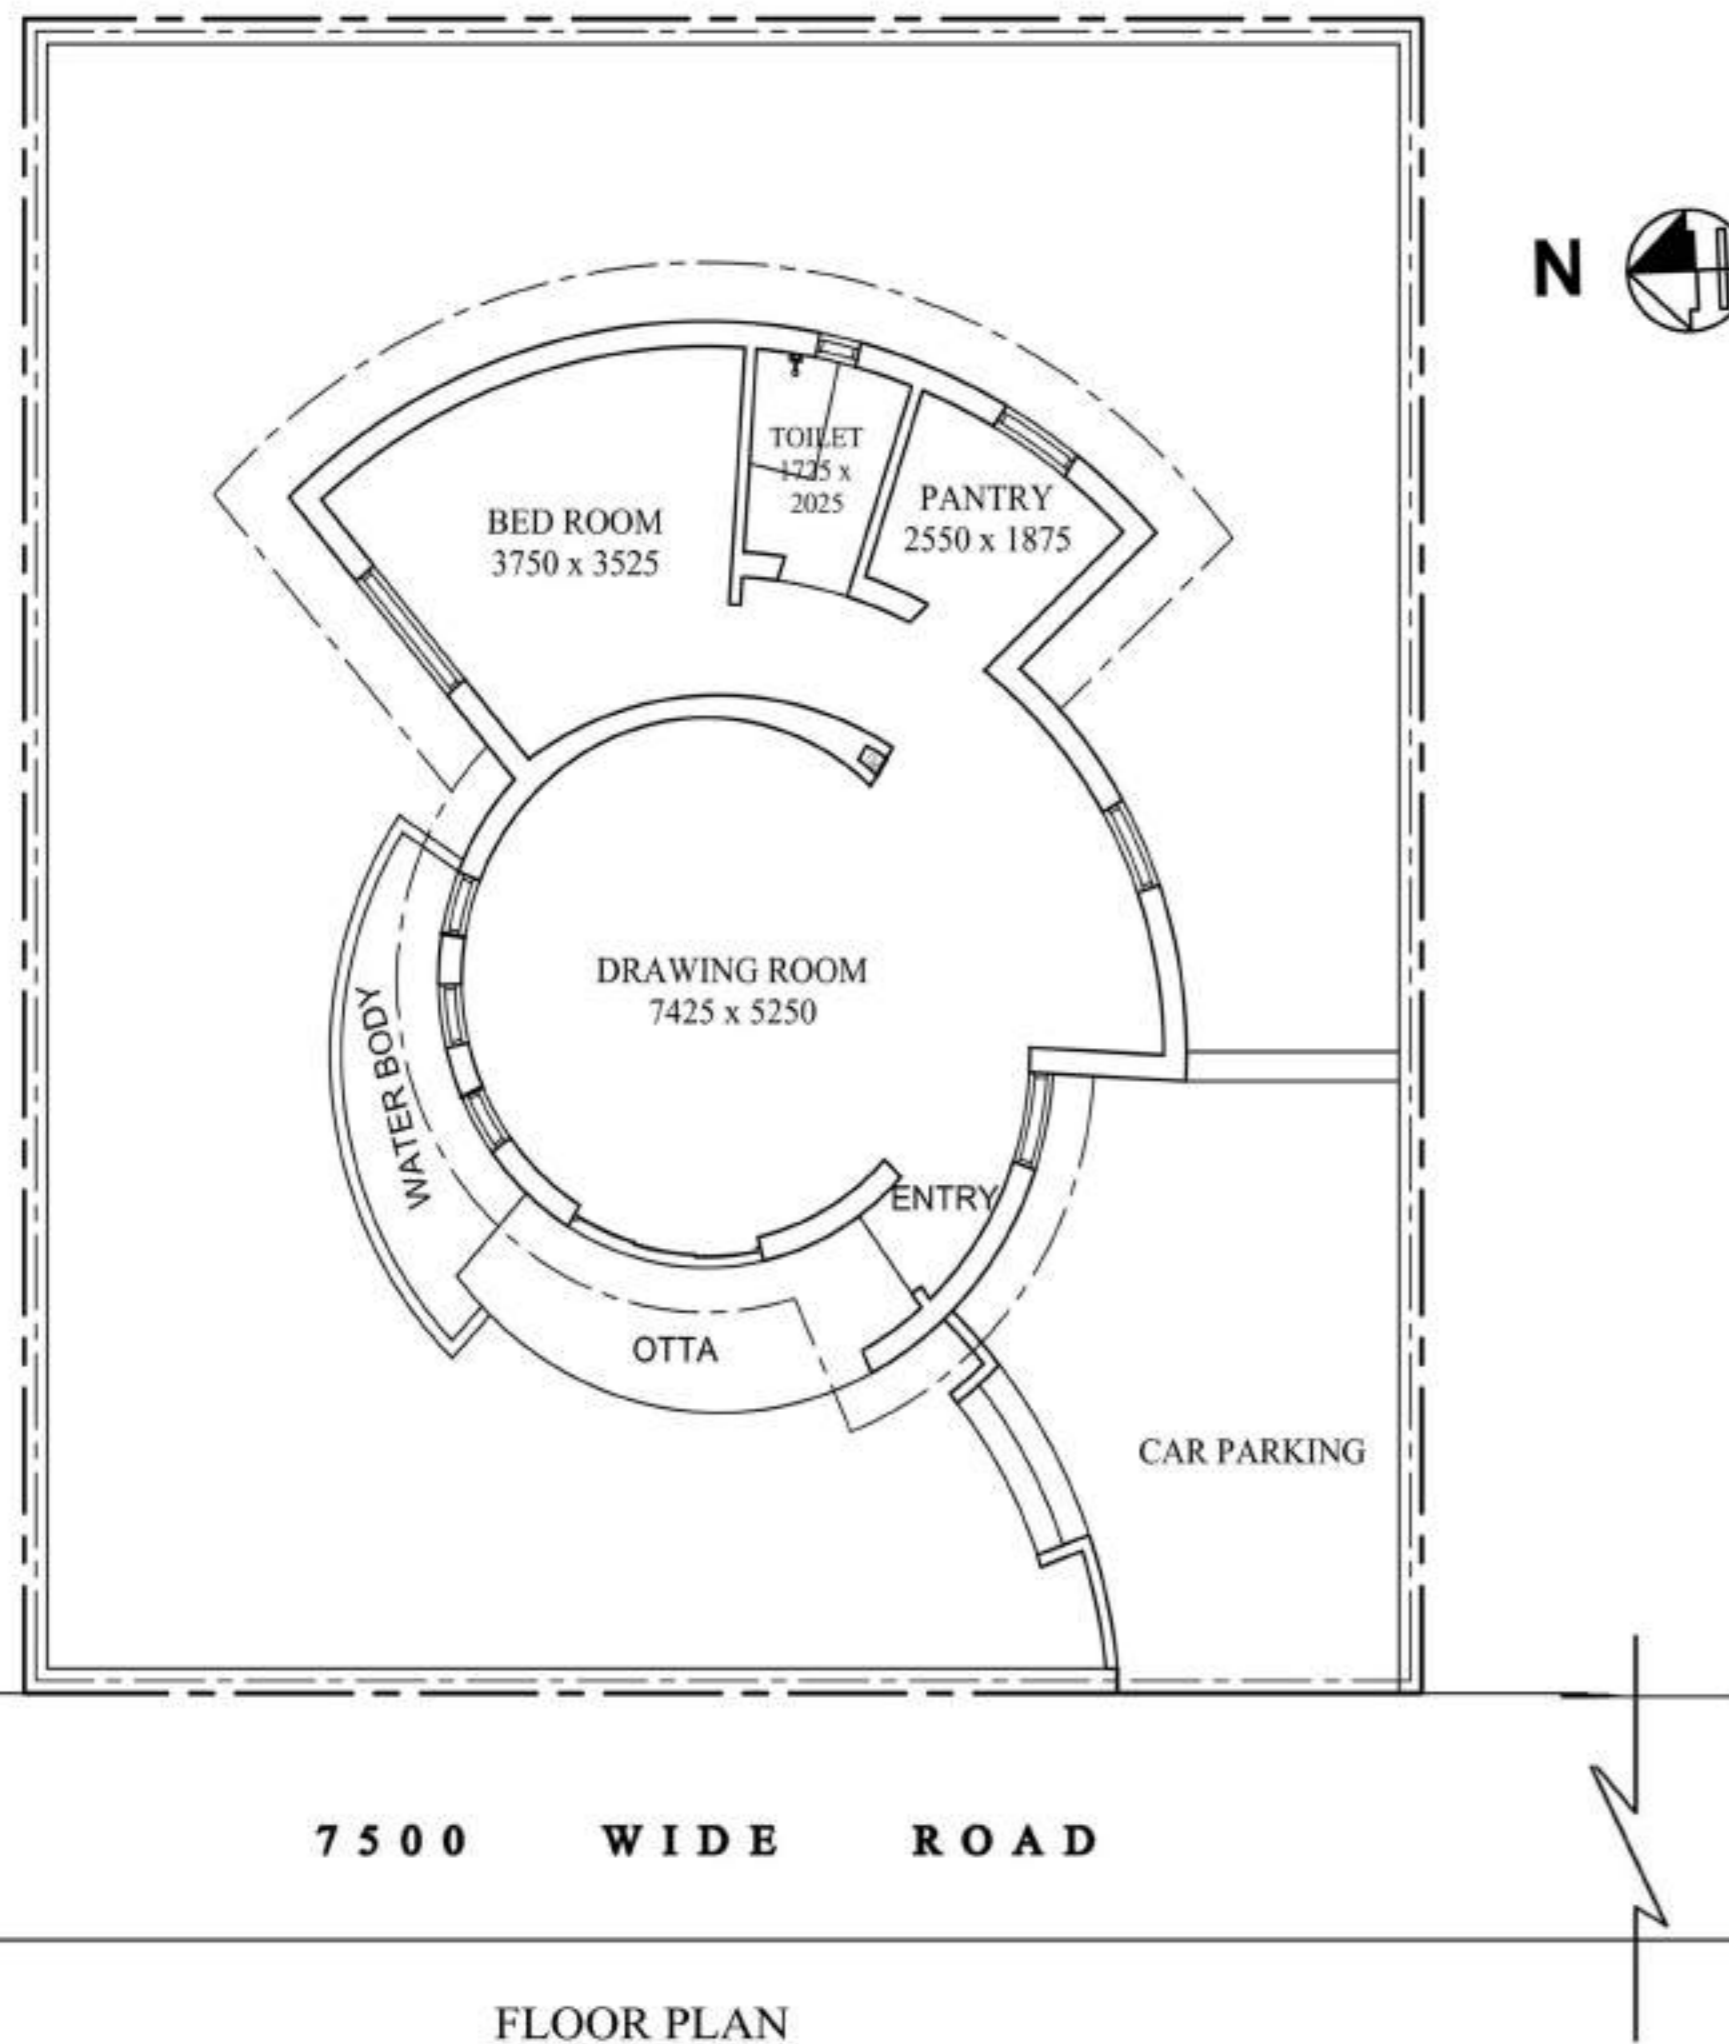 N
TOILET
1725 x
2025
PANTRY
2550 x 1875
BED ROOM
3750 x 3525
DRAWING ROOM
7425 x 5250
WATER BODY
ENTRY
OTTA
CAR PARKING
7500 WIDE ROAD
FLOOR PLAN